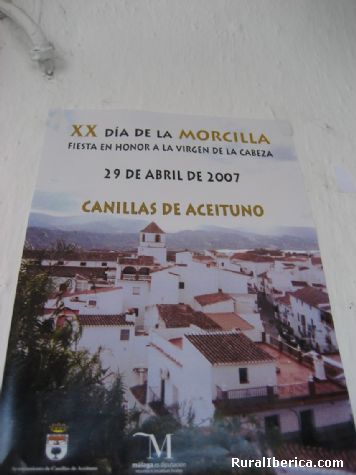 XX DÍA DE LA MORCILLA
FIESTA EN HONOR A LA VIRGEN DE LA CABEZA
29 DE ABRIL DE 2007
CANILLAS DE ACEITUNO
Ayuntamiento de Canillas de Aceituno
M
málaga.es diputación
RuralIberica.com